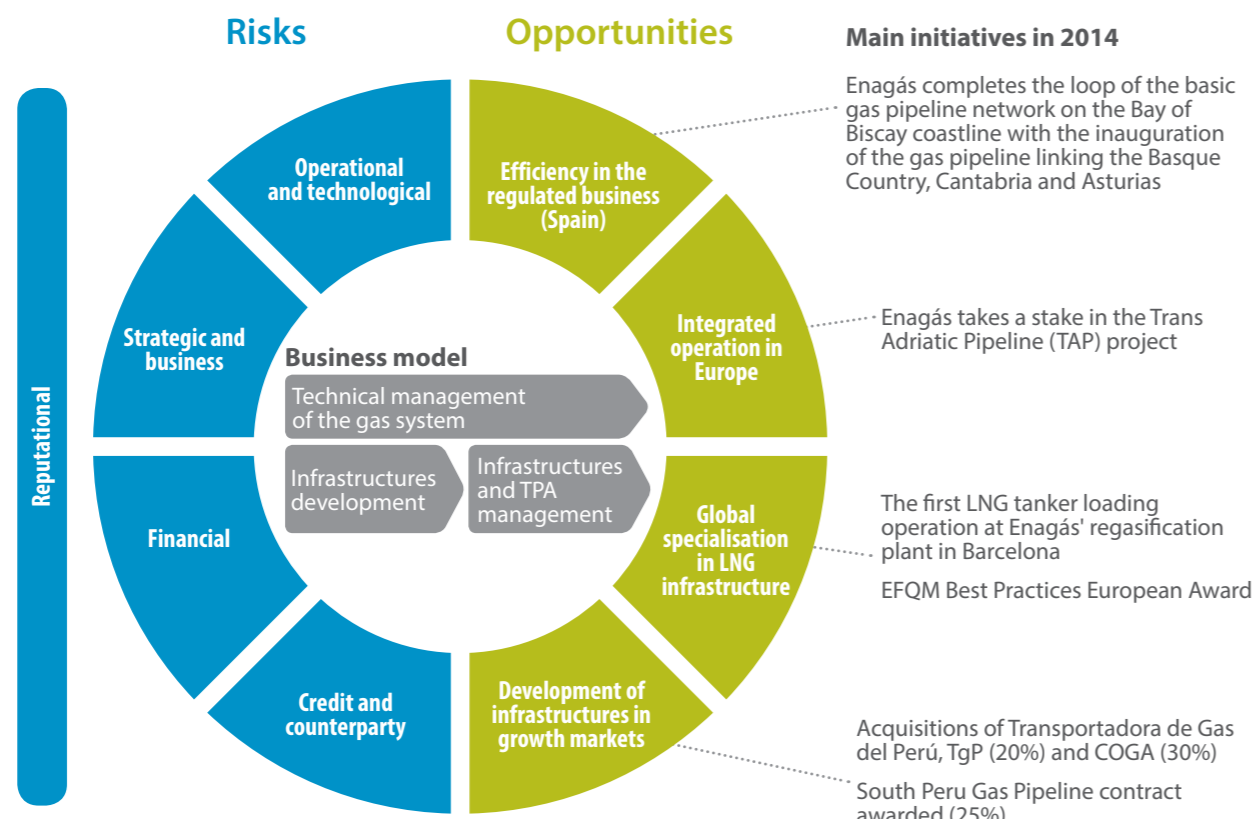 Risks
Opportunities
Main initiatives in 2014
Reputational
Operational
and technological
Strategic and
business
Financial
Credit and
counterparty
Business model
Technical management
of the gas system
Infrastructures
development
Infrastructures
and TPA
management
Efficiency in the
regulated business
(Spain)
Enagás completes the loop of the basic
gas pipeline network on the Bay of
Biscay coastline with the inauguration
of the gas pipeline linking the Basque
Country, Cantabria and Asturias
Integrated
operation in
Europe
Enagás takes a stake in the Trans
Adriatic Pipeline (TAP) project
Global
specialisation
in LNG
infrastructure
The first LNG tanker loading
operation at Enagás' regasification
plant in Barcelona
EFQM Best Practices European Award
Development of
infrastructures in
growth markets
Acquisitions of Transportadora de Gas
del Perú, TgP (20%) and COGA (30%)
South Peru Gas Pipeline contract
awarded (25%)